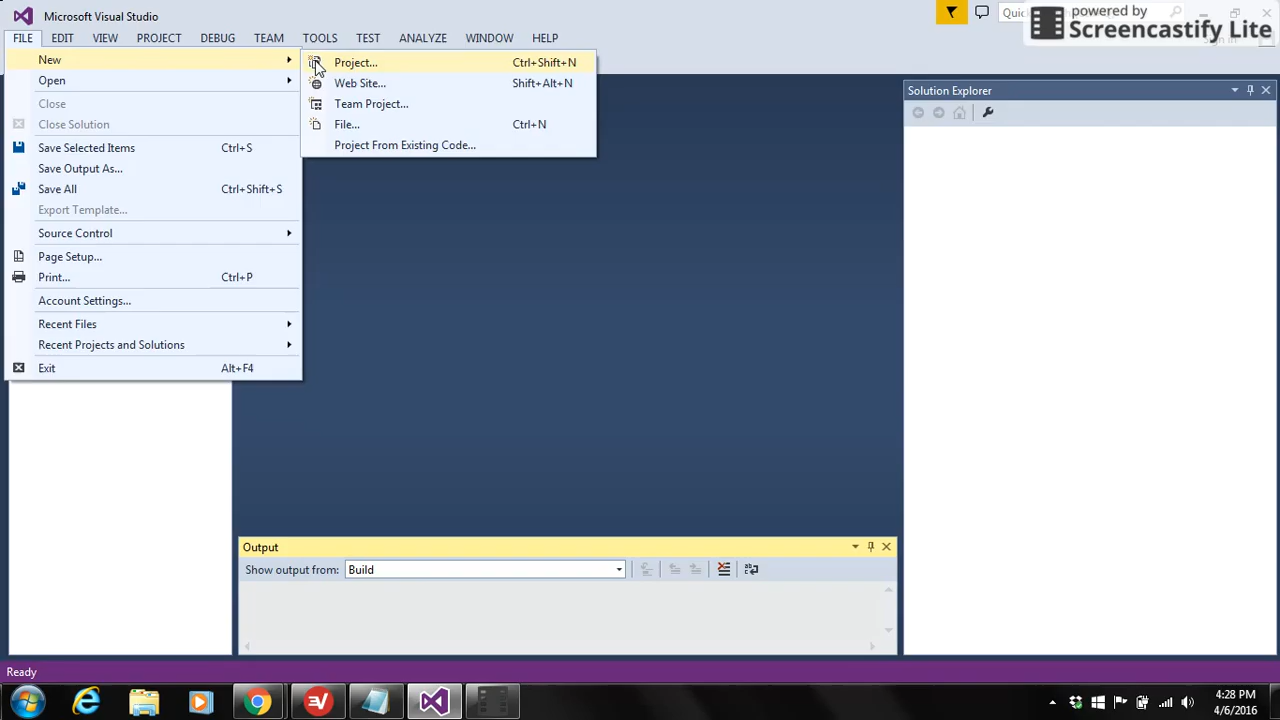 Microsoft Visual Studio
powered by
Screencastify Lite
FILE EDIT VIEW PROJECT DEBUG TEAM TOOLS ANALYZE WINDOW HELP
New
Open
Close
Close Solution
Save Selected Items Ctrl+S
Save Output As...
Save All Ctrl+Shift+S
Export Template...
Source Control
Page Setup...
Print... Ctrl+P
Account Settings...
Recent Files
Recent Projects and Solutions
Exit Alt+F4
Project... Ctrl+Shift+N
Web Site... Shift+Alt+N
Team Project...
File... Ctrl+N
Project From Existing Code...
Solution Explorer
Output
Show output from: Build
Ready
4:28 PM
4/6/2016